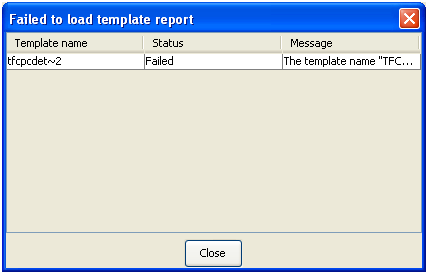 Failed to load template report
Template name Status Message
tfcpcdet~2 Failed The template name "TFC...
Close